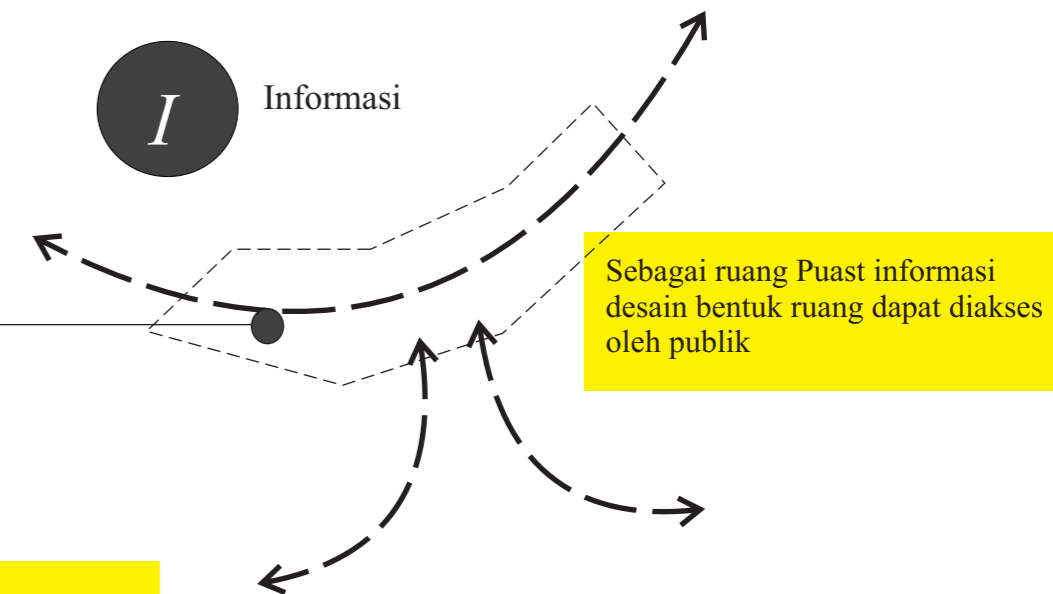 I
Informasi
Sebagai ruang Puast informasi
desain bentuk ruang dapat diakses
oleh publik